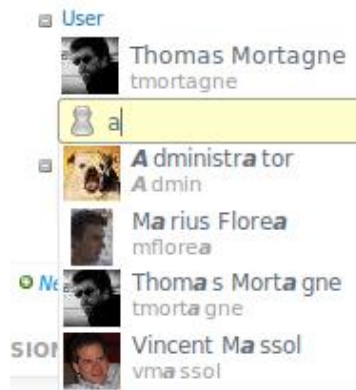 User
Thomas Mortagne
tmortagne
a
Administrator
Admin
Marius Florea
mflorea
Thomas Mortagne
tmortagne
Vincent Massol
vmassol